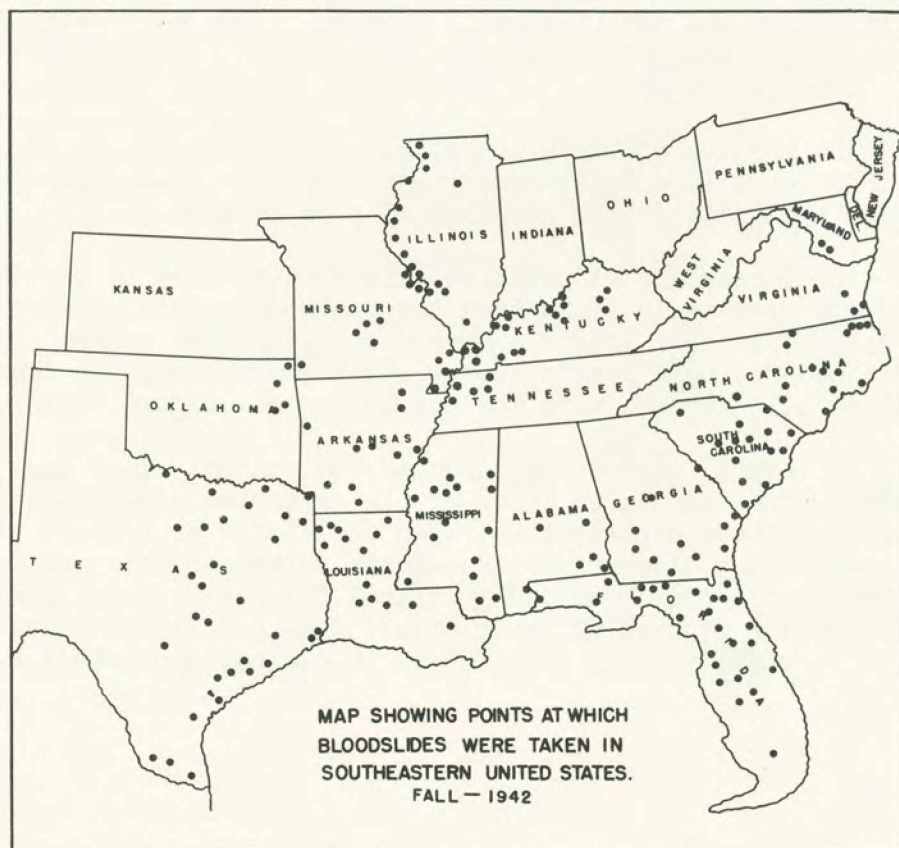 PENNSYLVANIA
NEW JERSEY
DEL.
MARYLAND
OHIO
ILLINOIS
INDIANA
WEST
VIRGINIA
VIRGINIA
KANSAS
MISSOURI
KENTUCKY
TENNESSEE
NORTH CAROLINA
OKLAHOMA
ARKANSAS
SOUTH
CAROLINA
GEORGIA
ALABAMA
MISSISSIPPI
TEXAS
LOUISIANA
FLORIDA
MAP SHOWING POINTS AT WHICH
BLOODSLIDES WERE TAKEN IN
SOUTHEASTERN UNITED STATES.
FALL — 1942